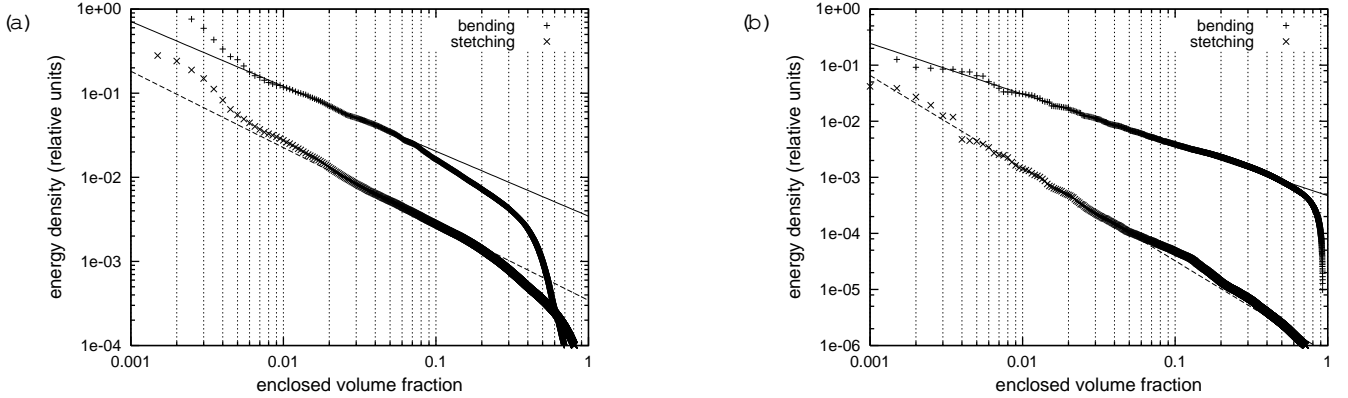 (a)
energy density (relative units)
1e+00
1e-01
1e-02
1e-03
1e-04
bending +
stetching ×
0.001 0.01 0.1 1
enclosed volume fraction
(b)
energy density (relative units)
1e+00
1e-01
1e-02
1e-03
1e-04
1e-05
1e-06
bending +
stetching ×
0.001 0.01 0.1 1
enclosed volume fraction